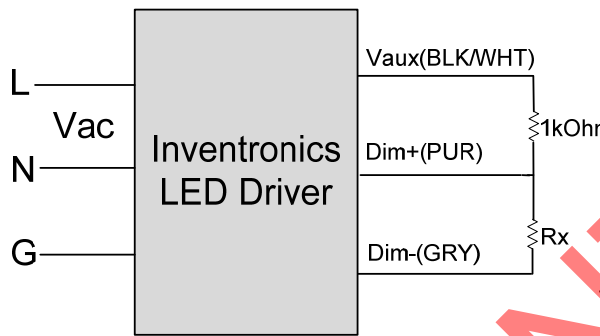 L
Vac
N
G
Inventronics
LED Driver
Vaux(BLK/WHT)
1kOhm
Dim+(PUR)
Rx
Dim-(GRY)